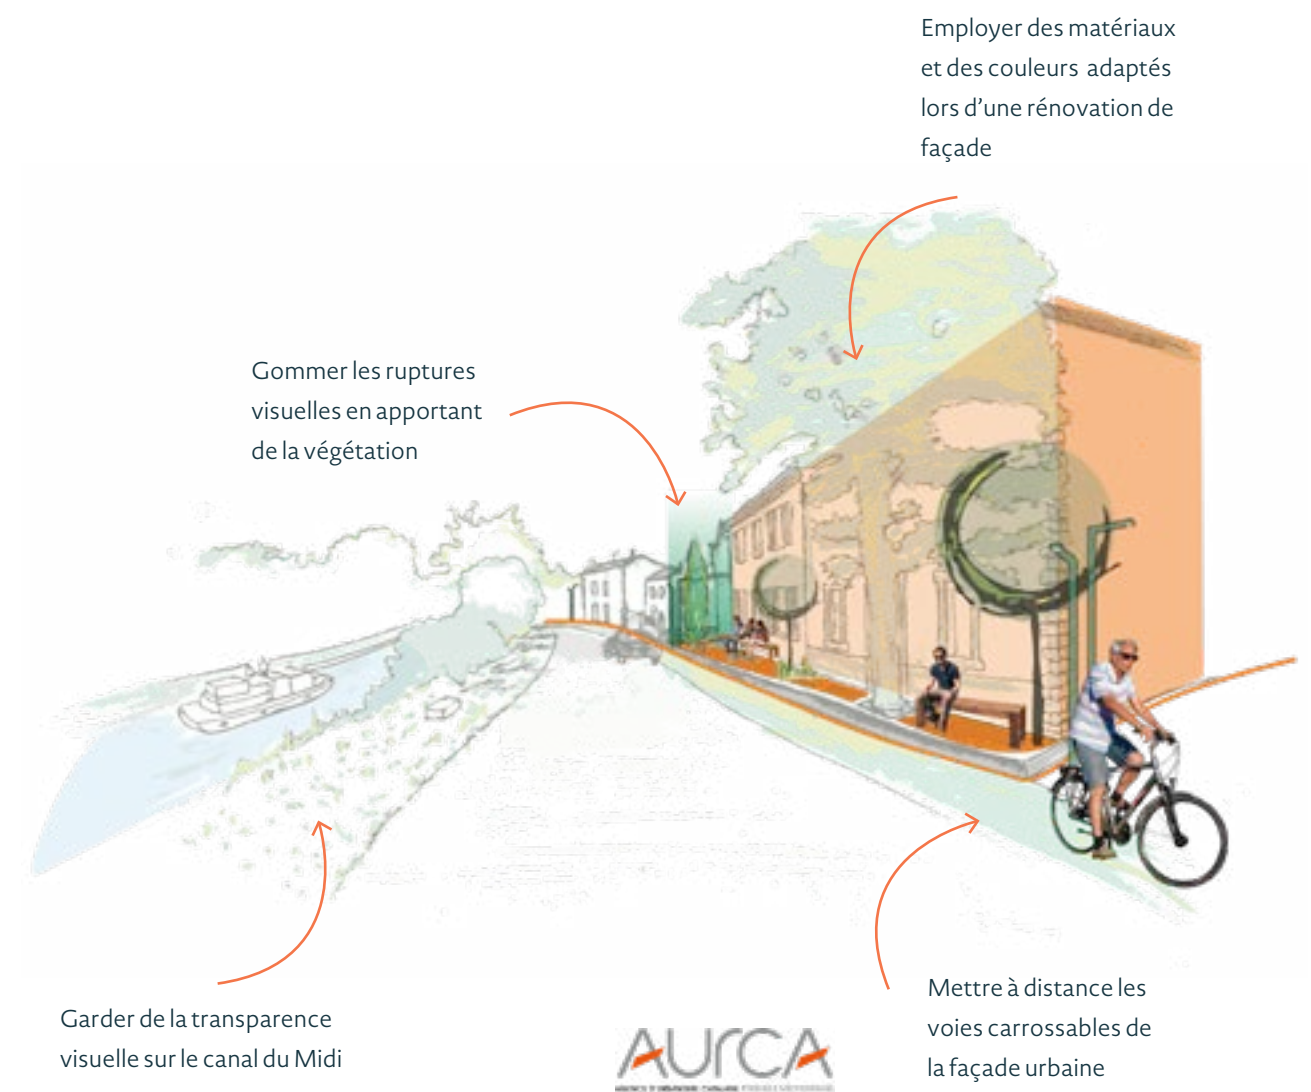 Employer des matériaux
et des couleurs adaptés
lors d’une rénovation de
façade
Gommer les ruptures
visuelles en apportant
de la végétation
Garder de la transparence
visuelle sur le canal du Midi
Mettre à distance les
voies carrossables de
la façade urbaine
AURCA